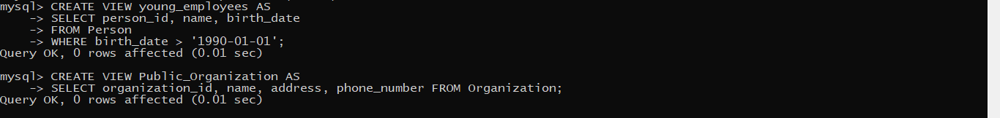 mysql> CREATE VIEW young_employees AS
    -> SELECT person_id, name, birth_date
    -> FROM Person
    -> WHERE birth_date > '1990-01-01';
Query OK, 0 rows affected (0.01 sec)

mysql> CREATE VIEW Public_Organization AS
    -> SELECT organization_id, name, address, phone_number FROM Organization;
Query OK, 0 rows affected (0.01 sec)